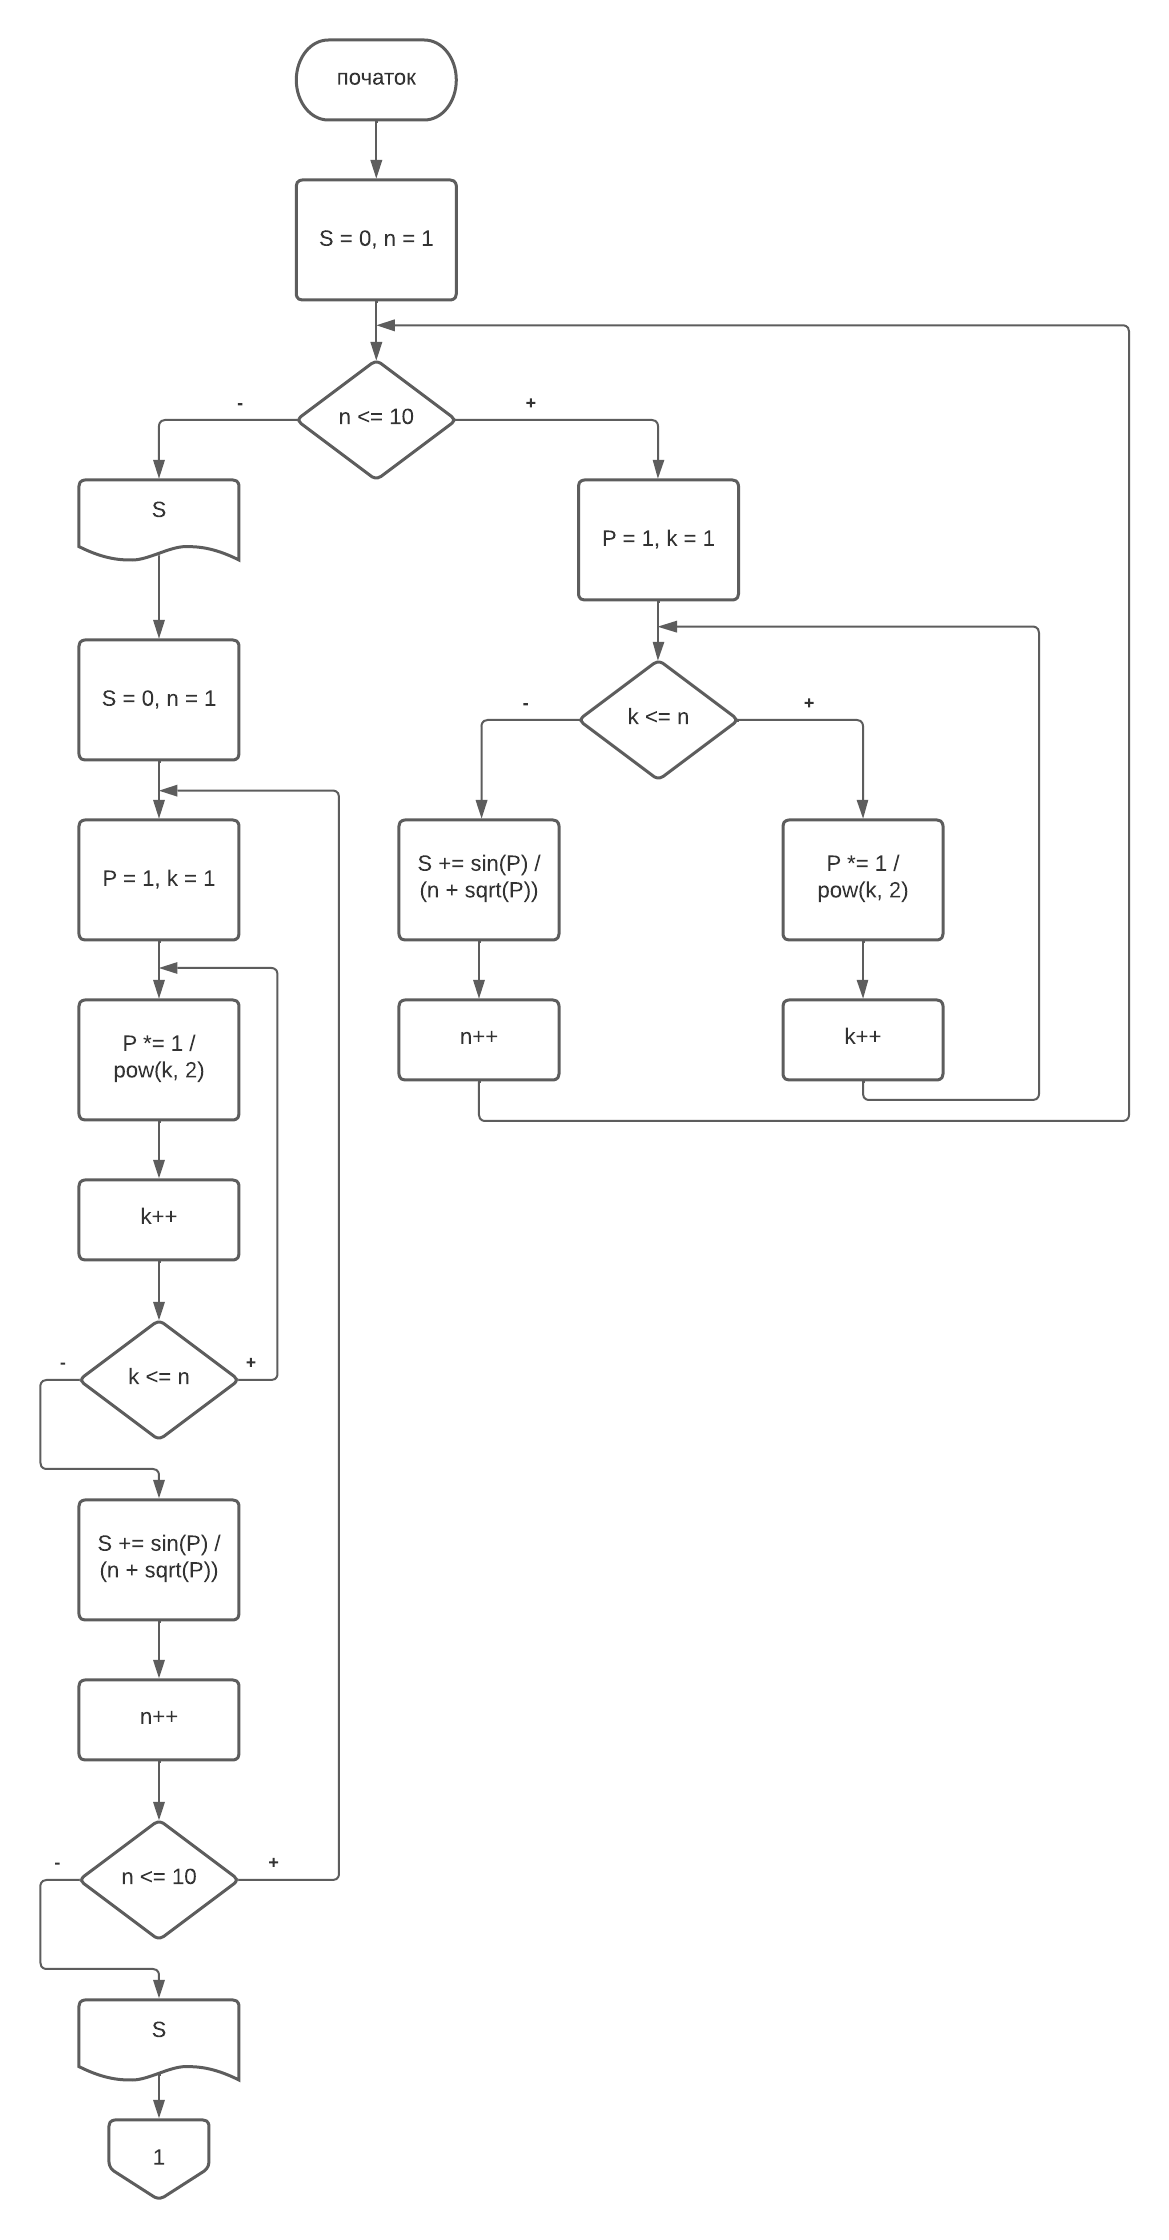 початок
S = 0, n = 1
n <= 10
-
+
S
P = 1, k = 1
k <= n
-
+
S += sin(P) /
(n + sqrt(P))
P *= 1 /
pow(k, 2)
n++
k++
S = 0, n = 1
P = 1, k = 1
P *= 1 /
pow(k, 2)
k++
k <= n
-
+
S += sin(P) /
(n + sqrt(P))
n++
n <= 10
-
+
S
1